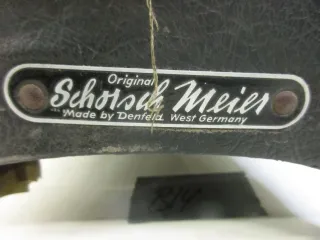 Original
Schorsch Meier
Made by Denfeld West Germany